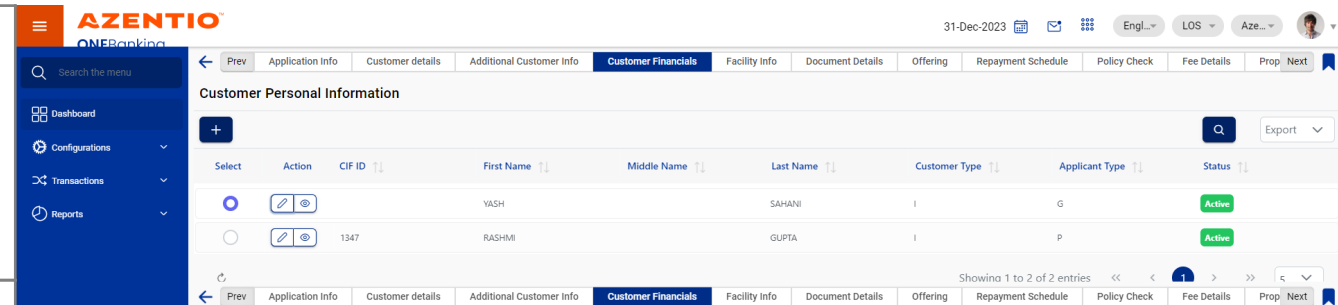 AZENTIO™
ONEBanking
31-Dec-2023
Engl...
LOS
Aze...
Search the menu
Dashboard
Configurations
Transactions
Reports
Prev Application Info Customer details Additional Customer Info Customer Financials Facility Info Document Details Offering Repayment Schedule Policy Check Fee Details Prop Next
Customer Personal Information
+
Export
Select Action CIF ID First Name Middle Name Last Name Customer Type Applicant Type Status
YASH SAHANI I G Active
1347 RASHMI GUPTA I P Active
Showing 1 to 2 of 2 entries << < 1 > >> 5
Prev Application Info Customer details Additional Customer Info Customer Financials Facility Info Document Details Offering Repayment Schedule Policy Check Fee Details Prop Next